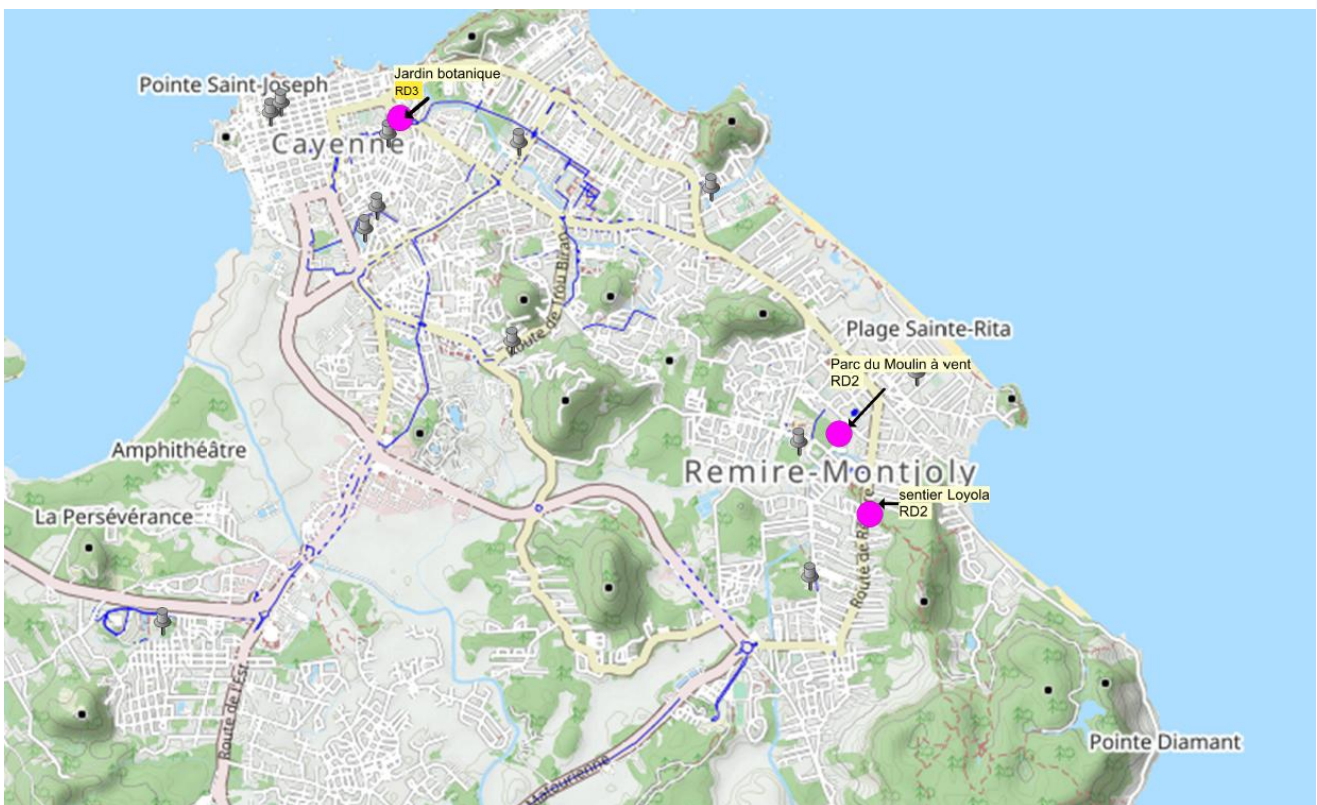 Jardin botanique
RD3
Pointe Saint-Joseph
Cayenne
Route de Trou Biran
Plage Sainte-Rita
Parc du Moulin à vent
RD2
Amphithéâtre
Remire-Montjoly
sentier Loyola
RD2
La Persévérance
Route de R
Route de l'Est
Matourienne
Pointe Diamant